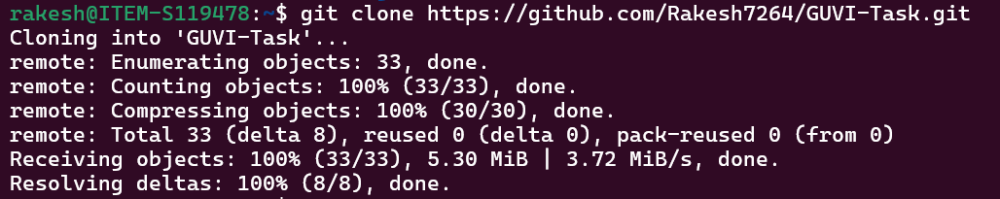 rakesh@ITEM-S119478:~$ git clone https://github.com/Rakesh7264/GUVI-Task.git
Cloning into 'GUVI-Task'...
remote: Enumerating objects: 33, done.
remote: Counting objects: 100% (33/33), done.
remote: Compressing objects: 100% (30/30), done.
remote: Total 33 (delta 8), reused 0 (delta 0), pack-reused 0 (from 0)
Receiving objects: 100% (33/33), 5.30 MiB | 3.72 MiB/s, done.
Resolving deltas: 100% (8/8), done.